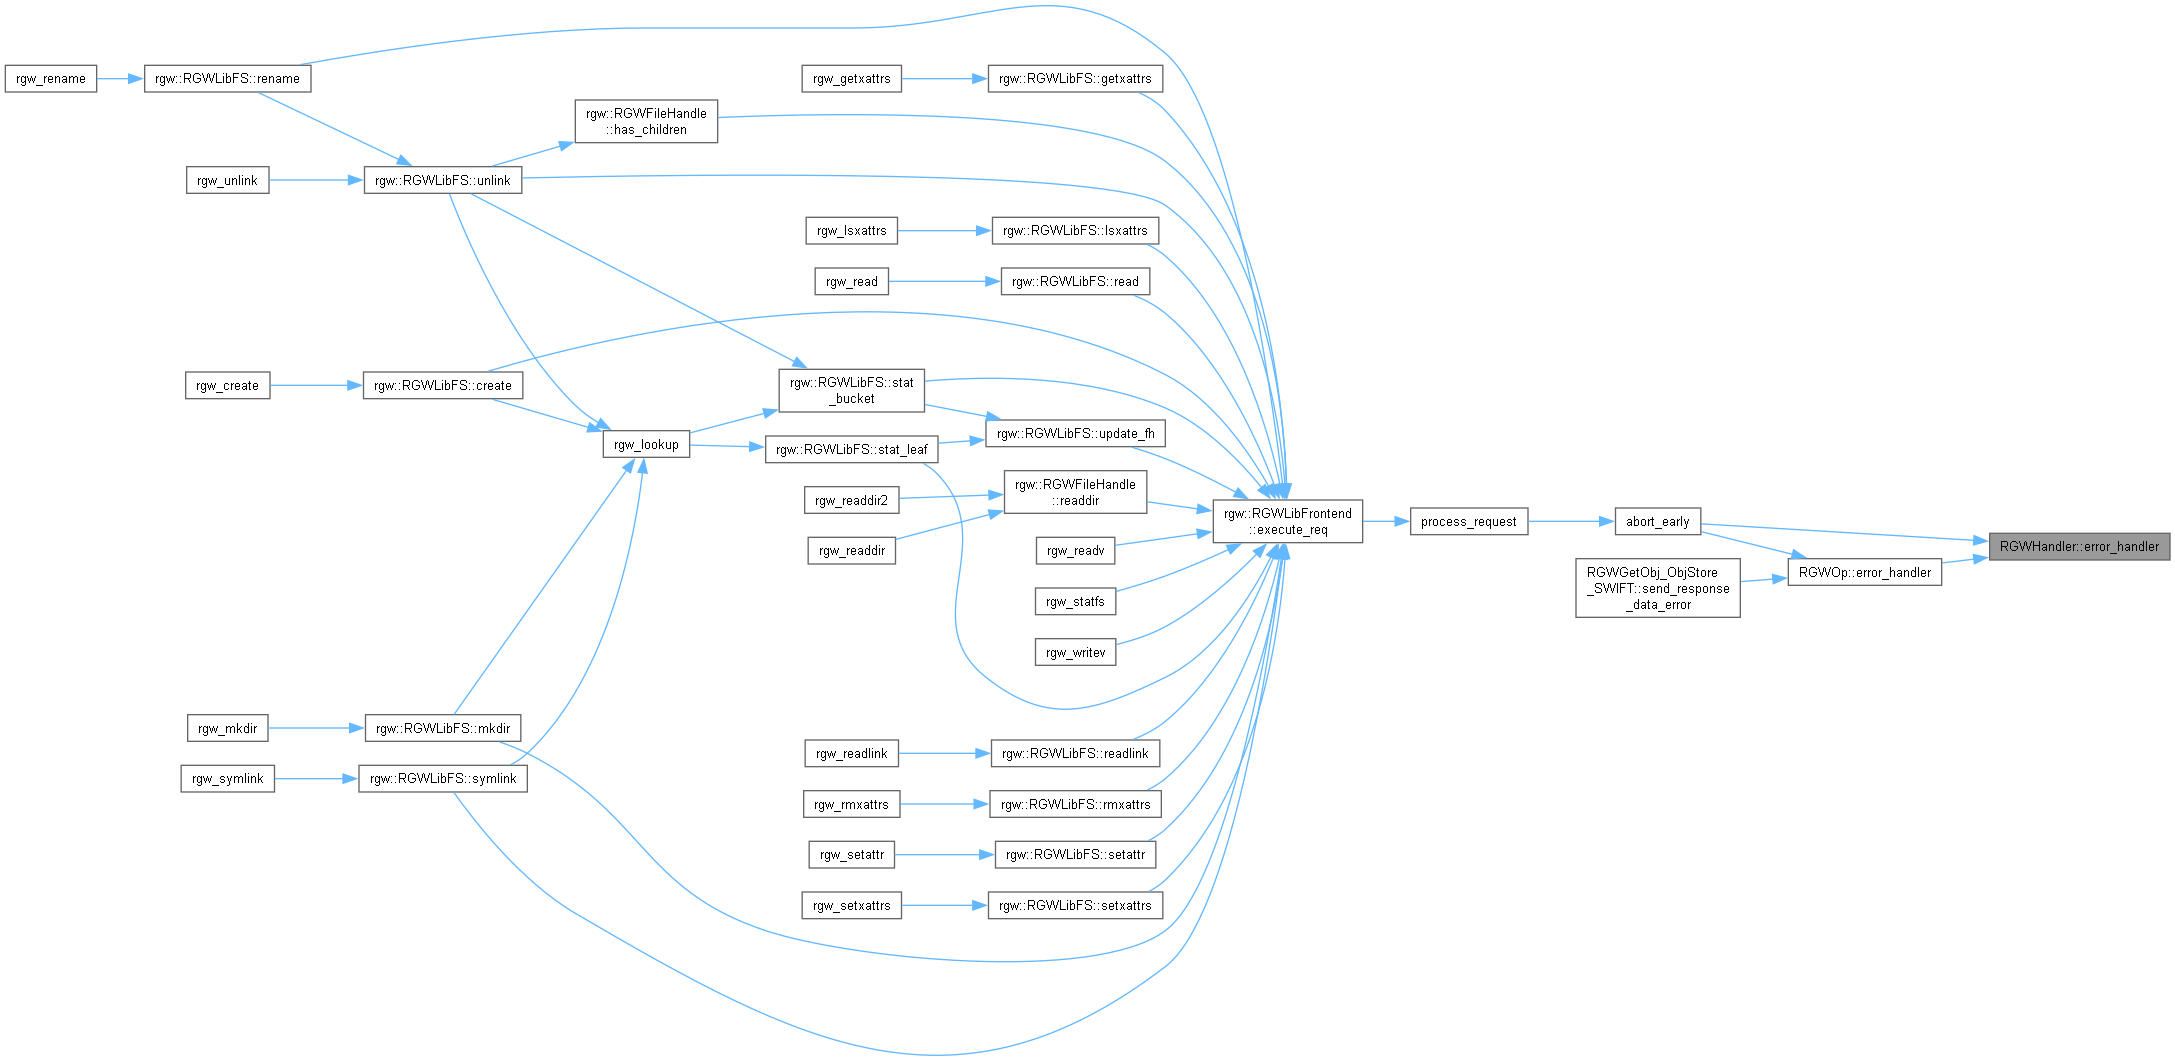 rgw_rename
rgw::RGWLibFS::rename
rgw_getxattrs
rgw::RGWLibFS::getxattrs
rgw::RGWFileHandle
::has_children
rgw_unlink
rgw::RGWLibFS::unlink
rgw_lsxattrs
rgw::RGWLibFS::lsxattrs
rgw_read
rgw::RGWLibFS::read
rgw_create
rgw::RGWLibFS::create
rgw::RGWLibFS::stat
_bucket
rgw_lookup
rgw::RGWLibFS::update_fh
rgw::RGWLibFS::stat_leaf
rgw_readdir2
rgw::RGWFileHandle
::readdir
rgw::RGWLibFrontend
::execute_req
process_request
abort_early
rgw_readdir
rgw_readv
RGWHandler::error_handler
RGWGetObj_ObjStore
_SWIFT::send_response
_data_error
RGWOp::error_handler
rgw_statfs
rgw_writev
rgw_mkdir
rgw::RGWLibFS::mkdir
rgw_readlink
rgw::RGWLibFS::readlink
rgw_symlink
rgw::RGWLibFS::symlink
rgw_rmxattrs
rgw::RGWLibFS::rmxattrs
rgw_setattr
rgw::RGWLibFS::setattr
rgw_setxattrs
rgw::RGWLibFS::setxattrs